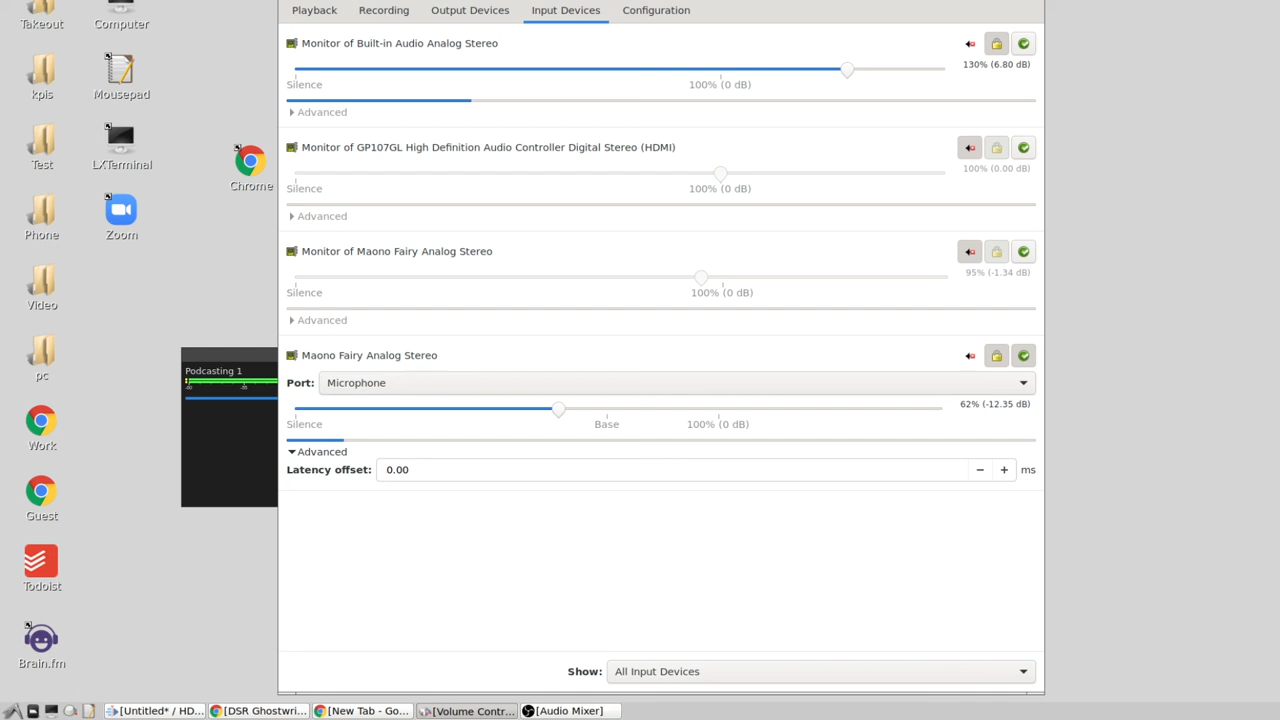 Takeout
Computer
kpis
Mousepad
Test
LXTerminal
Chrome
Phone
Zoom
Video
pc
Work
Guest
Todoist
Brain.fm
Podcasting 1
Playback
Recording
Output Devices
Input Devices
Configuration
Monitor of Built-in Audio Analog Stereo
130% (6.80 dB)
Silence
100% (0 dB)
Advanced
Monitor of GP107GL High Definition Audio Controller Digital Stereo (HDMI)
100% (0.00 dB)
Silence
100% (0 dB)
Advanced
Monitor of Maono Fairy Analog Stereo
95% (-1.34 dB)
Silence
100% (0 dB)
Advanced
Maono Fairy Analog Stereo
Port: Microphone
62% (-12.35 dB)
Silence
Base
100% (0 dB)
Advanced
Latency offset: 0.00 ms
Show: All Input Devices
[Untitled* / HD...
[DSR Ghostwri...
[New Tab - Go...
[Volume Contr...
[Audio Mixer]